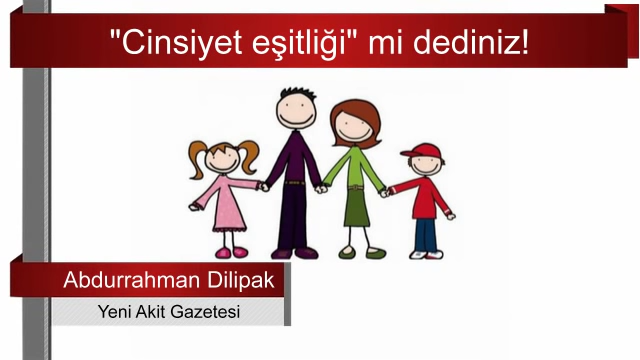 "Cinsiyet eşitliği" mi dediniz!
Abdurrahman Dilipak
Yeni Akit Gazetesi